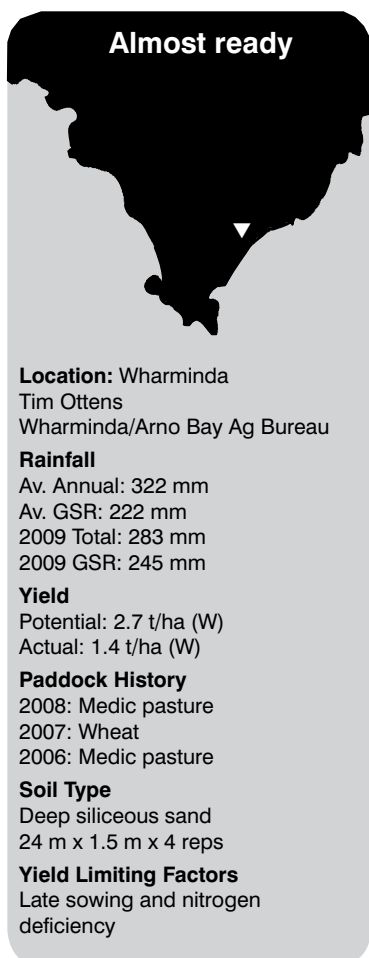 Almost ready
Location: Wharminda
Tim Ottens
Wharminda/Arno Bay Ag Bureau
Rainfall
Av. Annual: 322 mm
Av. GSR: 222 mm
2009 Total: 283 mm
2009 GSR: 245 mm
Yield
Potential: 2.7 t/ha (W)
Actual: 1.4 t/ha (W)
Paddock History
2008: Medic pasture
2007: Wheat
2006: Medic pasture
Soil Type
Deep siliceous sand
24 m x 1.5 m x 4 reps
Yield Limiting Factors
Late sowing and nitrogen
deficiency